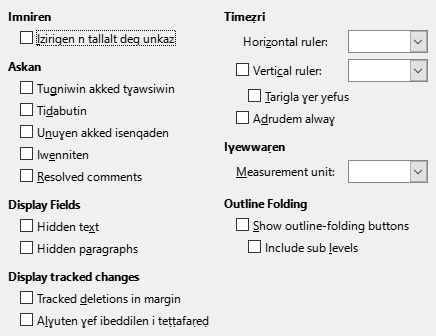 Imniren
Izirigen n tallalt deg unkaz
Askan
Tugniwin akked tɣawsiwin
Tidabutin
Unuɣen akked isenqaden
Iwenniten
Resolved comments
Display Fields
Hidden text
Hidden paragraphs
Display tracked changes
Tracked deletions in margin
Alɣuten ɣef ibeddilen i teṭṭafaṛeḍ
Timeẓri
Horizontal ruler:
Vertical ruler:
Tarigla ɣer yefus
Adrudem alwaɣ
Iɣewwaṛen
Measurement unit:
Outline Folding
Show outline-folding buttons
Include sub levels